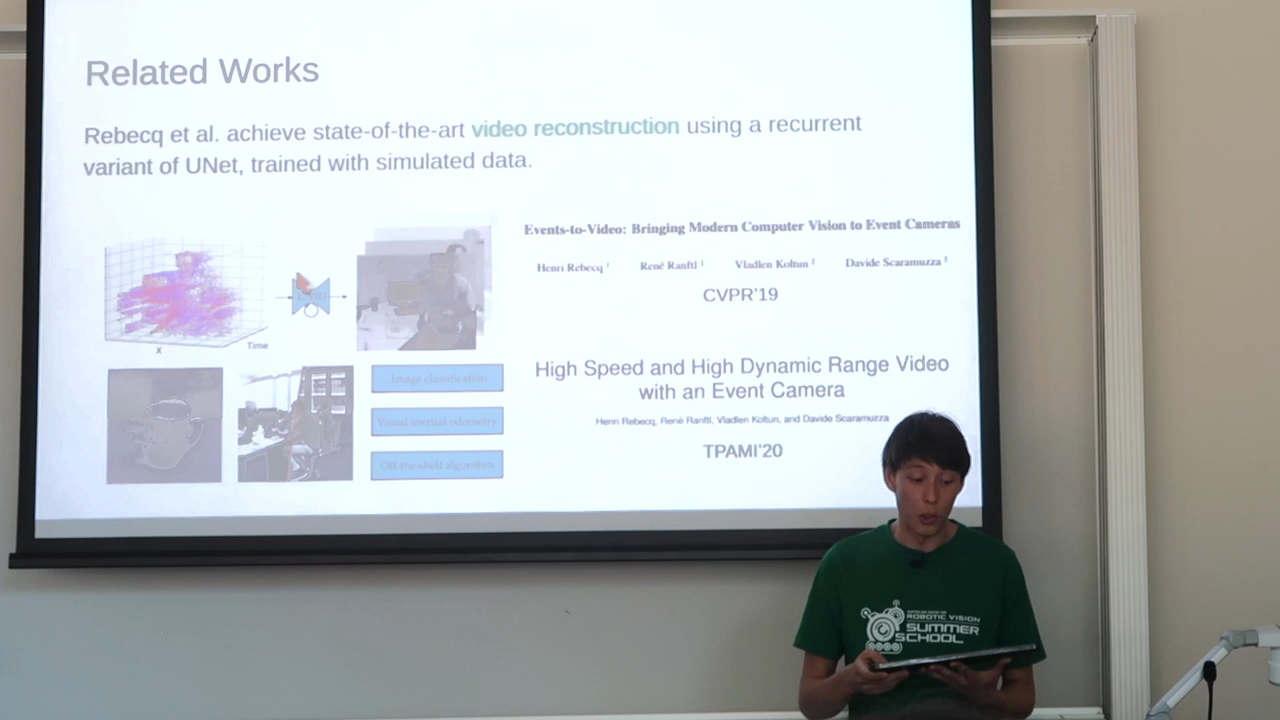 Related Works
Rebecq et al. achieve state-of-the-art video reconstruction using a recurrent
variant of UNet, trained with simulated data.
Events-to-Video: Bringing Modern Computer Vision to Event Cameras
Henri Rebecq René Ranftl Vladlen Koltun Davide Scaramuzza
CVPR'19
X
Time
Image classification
Visual-inertial odometry
Off-the-shelf algorithm
High Speed and High Dynamic Range Video
with an Event Camera
Henri Rebecq, René Ranftl, Vladlen Koltun, and Davide Scaramuzza
TPAMI'20
ROBOTIC VISION
SUMMER
SCHOOL